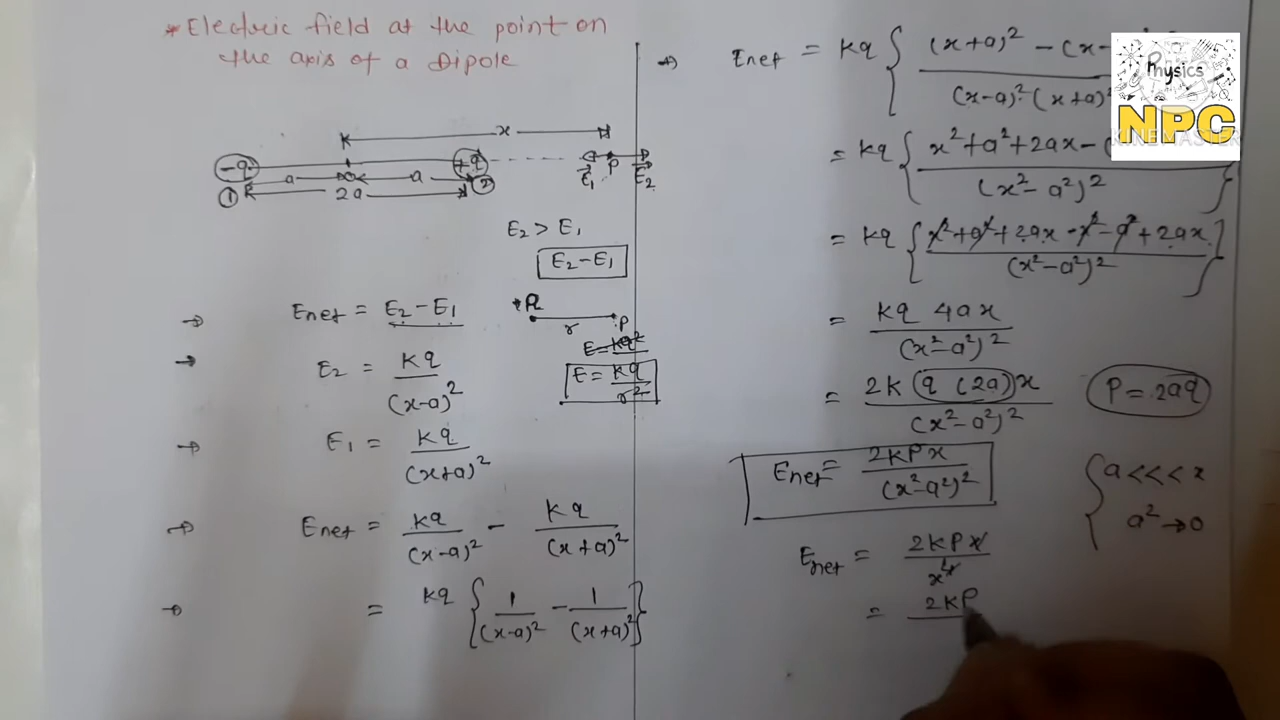 * Electric field at the point on
the axis of a Dipole
x
-q a a +q P
E₁ E₂
① 2a ②
E₂ > E₁
E₂ - E₁
→ Enet = E₂ - E₁
r P
→ E₂ = Kq / (x-a)²
E = Kq / r²
→ E₁ = Kq / (x+a)²
→ Enet = Kq / (x-a)² - Kq / (x+a)²
→ = Kq { 1 / (x-a)² - 1 / (x+a)² }
→ Enet = Kq { (x+a)² - (x- / (x-a)² (x+a)²
= Kq { x² + a² + 2ax - / (x² - a²)² }
= Kq { x² + a² + 2ax - x² - a² + 2ax / (x² - a²)² }
= Kq 4ax / (x² - a²)²
= 2K (q (2a)) x / (x² - a²)² P = 2aq
Enet = 2KPx / (x² - a²)²
{ a <<< x
a² → 0
Enet = 2KPx / x⁴
= 2KP
Physics
NPC
KINEMASTER